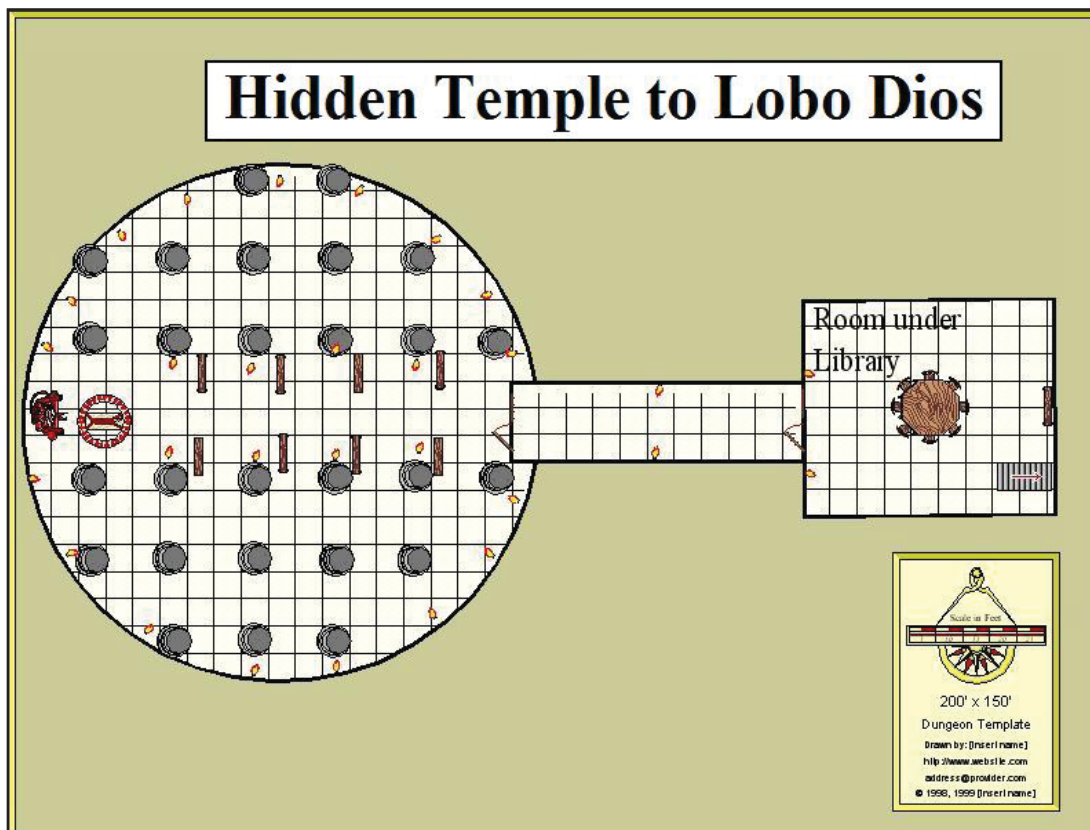 Hidden Temple to Lobo Dios
Room under
Library
Scale in Feet
200' x 150'
Dungeon Template
Drawn by: [insert name]
http://www.website.com
address@provider.com
© 1998, 1999 [insert name]